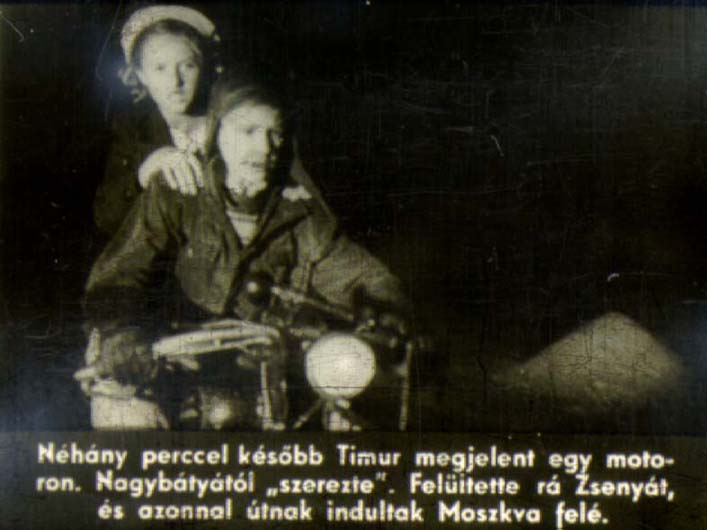 Néhány perccel később Timur megjelent egy moto-
ron. Nagybátyától „szerezte". Felültette rá Zsenyát,
és azonnal útnak indultak Moszkva felé.